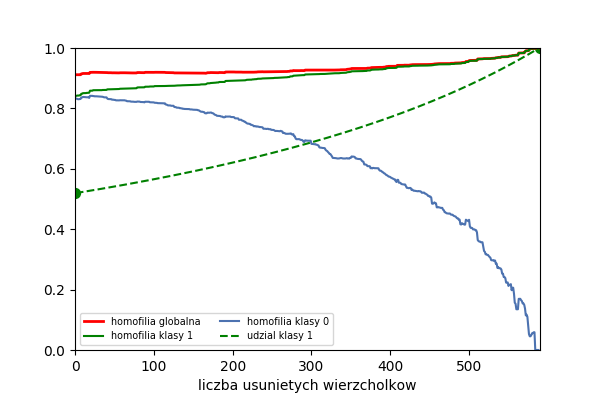 1.0
0.8
0.6
0.4
0.2
0.0
homofilia globalna
homofilia klasy 1
homofilia klasy 0
udzial klasy 1
0 100 200 300 400 500
liczba usunietych wierzcholkow